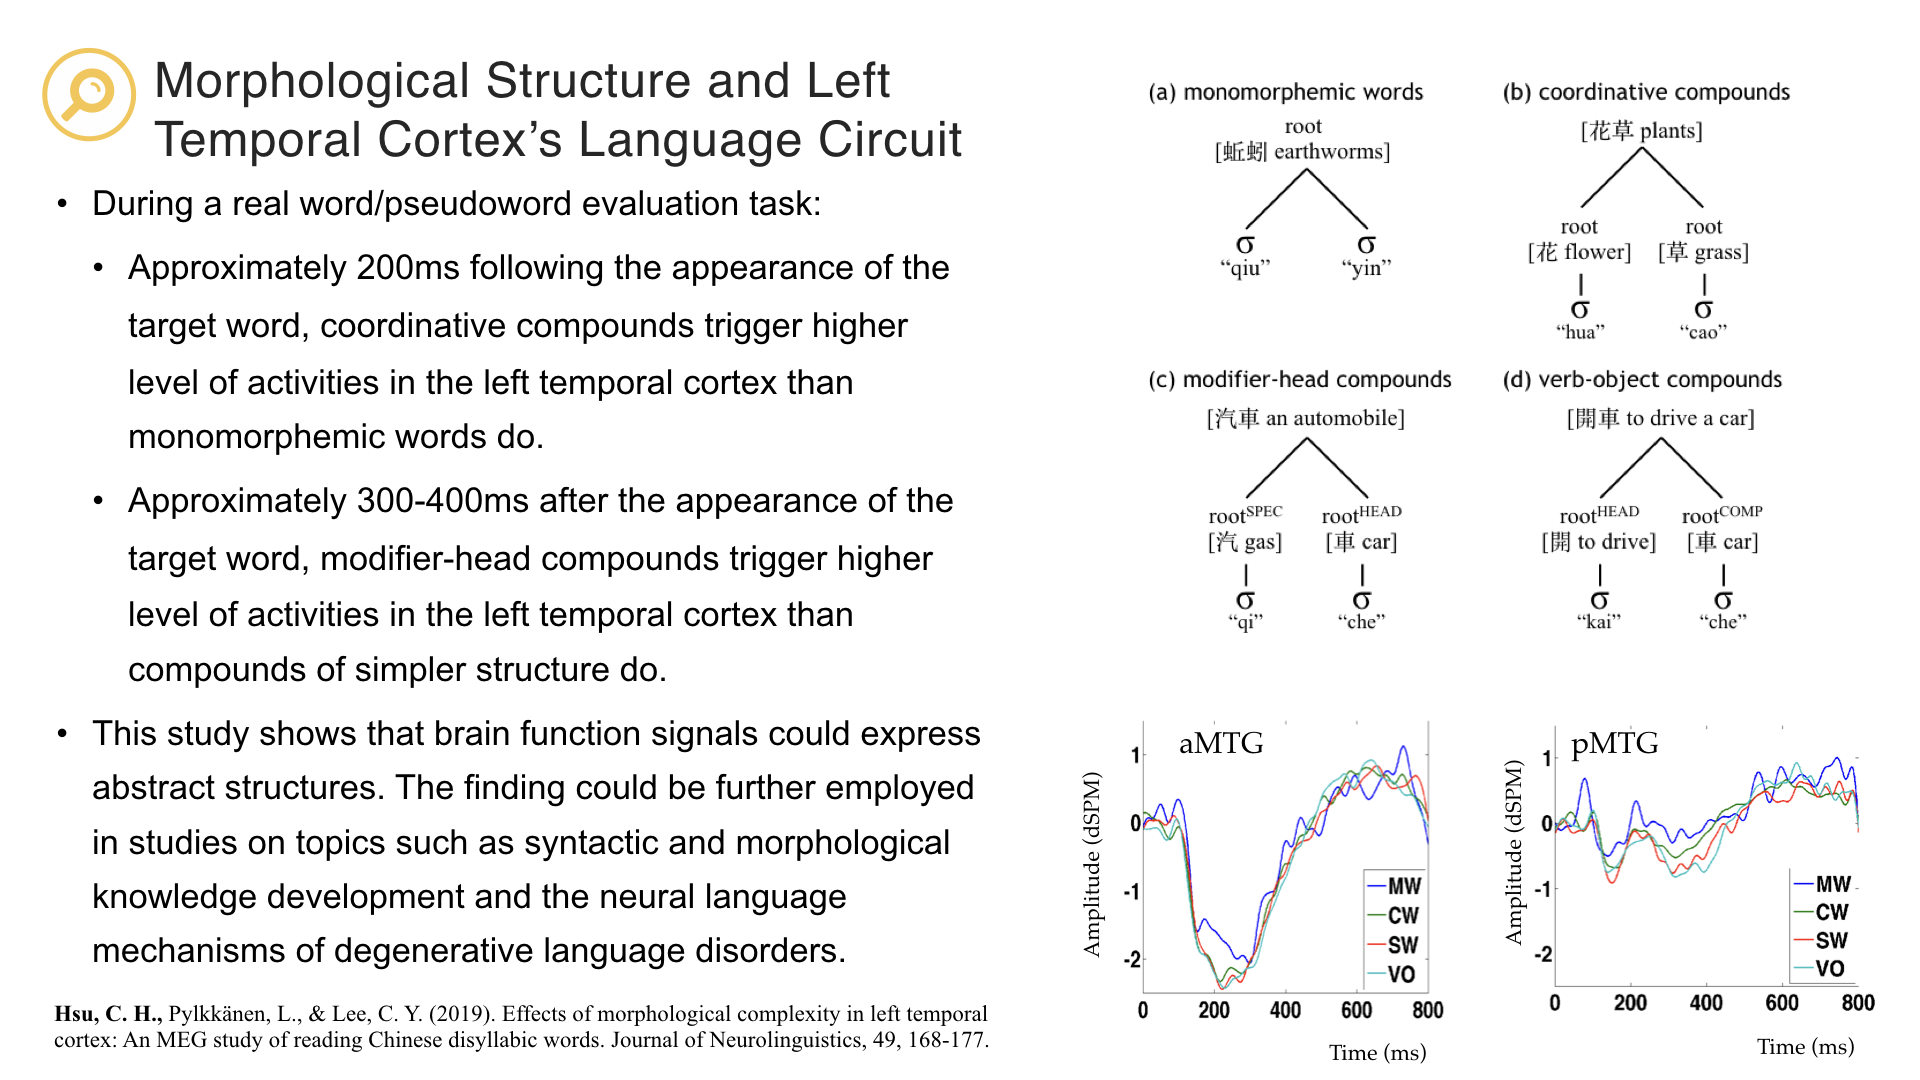 Morphological Structure and Left
Temporal Cortex’s Language Circuit
• During a real word/pseudoword evaluation task:
• Approximately 200ms following the appearance of the
target word, coordinative compounds trigger higher
level of activities in the left temporal cortex than
monomorphemic words do.
• Approximately 300-400ms after the appearance of the
target word, modifier-head compounds trigger higher
level of activities in the left temporal cortex than
compounds of simpler structure do.
• This study shows that brain function signals could express
abstract structures. The finding could be further employed
in studies on topics such as syntactic and morphological
knowledge development and the neural language
mechanisms of degenerative language disorders.
Hsu, C. H., Pylkkänen, L., & Lee, C. Y. (2019). Effects of morphological complexity in left temporal
cortex: An MEG study of reading Chinese disyllabic words. Journal of Neurolinguistics, 49, 168-177.
(a) monomorphemic words
root
[蚯蚓 earthworms]
σ σ
“qiu” “yin”
(b) coordinative compounds
[花草 plants]
root root
[花 flower] [草 grass]
σ σ
“hua” “cao”
(c) modifier-head compounds
[汽車 an automobile]
rootSPEC rootHEAD
[汽 gas] [車 car]
σ σ
“qi” “che”
(d) verb-object compounds
[開車 to drive a car]
rootHEAD rootCOMP
[開 to drive] [車 car]
σ σ
“kai” “che”
aMTG
Amplitude (dSPM)
1
0
-1
-2
MW
CW
SW
VO
0 200 400 600 800
Time (ms)
pMTG
Amplitude (dSPM)
1
0
-1
-2
MW
CW
SW
VO
0 200 400 600 800
Time (ms)